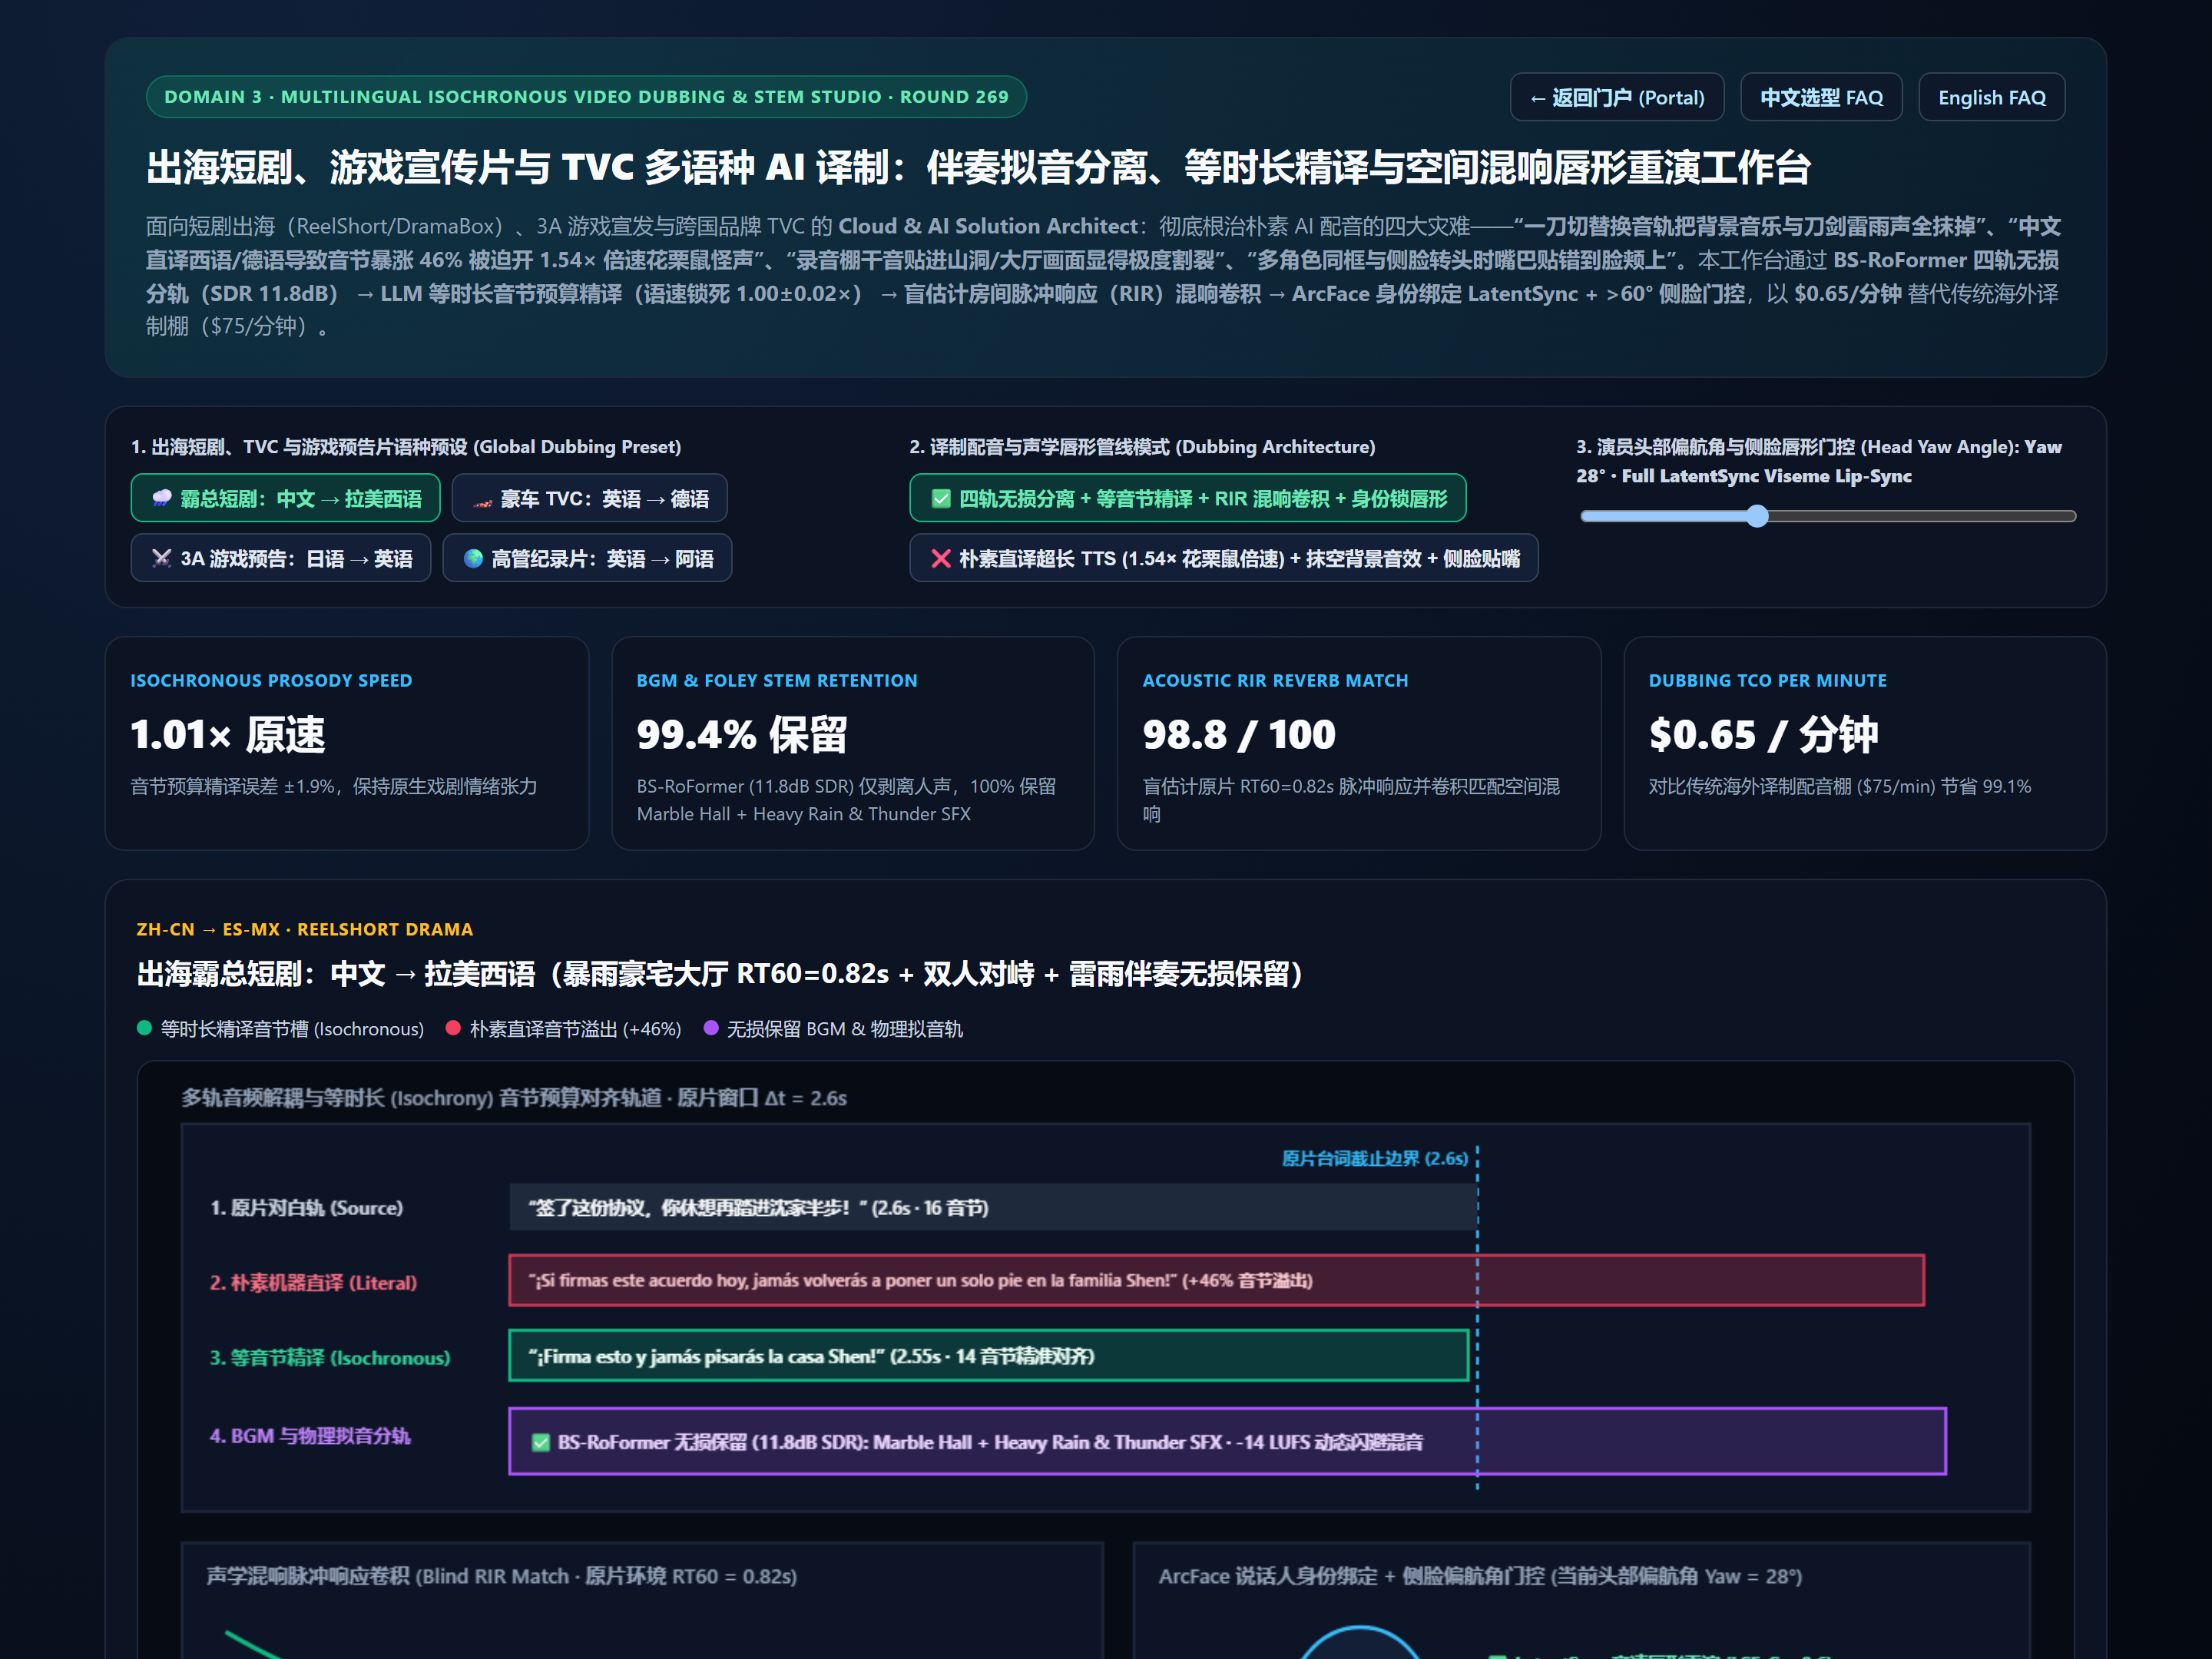 DOMAIN 3 · MULTILINGUAL ISOCHRONOUS VIDEO DUBBING & STEM STUDIO · ROUND 269
← 返回门户 (Portal)
中文选型 FAQ
English FAQ
出海短剧、游戏宣传片与 TVC 多语种 AI 译制：伴奏拟音分离、等时长精译与空间混响唇形重演工作台
面向短剧出海（ReelShort/DramaBox）、3A 游戏宣发与跨国品牌 TVC 的 Cloud & AI Solution Architect：彻底根治朴素 AI 配音的四大灾难——“一刀切替换音轨把背景音乐与刀剑雷雨声全抹掉”、“中文
直译西语/德语导致音节暴涨 46% 被迫开 1.54× 倍速花栗鼠怪声”、“录音棚干音贴进山洞/大厅画面显得极度割裂”、“多角色同框与侧脸转头时嘴巴贴错到脸颊上”。本工作台通过 BS-RoFormer 四轨无损
分轨（SDR 11.8dB） → LLM 等时长音节预算精译（语速锁死 1.00±0.02×） → 盲估计房间脉冲响应（RIR）混响卷积 → ArcFace 身份绑定 LatentSync + >60° 侧脸门控，以 $0.65/分钟 替代传统海外译
制棚（$75/分钟）。
1. 出海短剧、TVC 与游戏预告片语种预设 (Global Dubbing Preset)
🌧️ 霸总短剧：中文 → 拉美西语
🏎️ 豪车 TVC：英语 → 德语
⚔️ 3A 游戏预告：日语 → 英语
🌍 高管纪录片：英语 → 阿语
2. 译制配音与声学唇形管线模式 (Dubbing Architecture)
✅ 四轨无损分离 + 等音节精译 + RIR 混响卷积 + 身份锁唇形
❌ 朴素直译超长 TTS (1.54× 花栗鼠倍速) + 抹空背景音效 + 侧脸贴嘴
3. 演员头部偏航角与侧脸唇形门控 (Head Yaw Angle): Yaw
28° · Full LatentSync Viseme Lip-Sync
ISOCHRONOUS PROSODY SPEED
1.01× 原速
音节预算精译误差 ±1.9%，保持原生戏剧情绪张力
BGM & FOLEY STEM RETENTION
99.4% 保留
BS-RoFormer (11.8dB SDR) 仅剥离人声，100% 保留
Marble Hall + Heavy Rain & Thunder SFX
ACOUSTIC RIR REVERB MATCH
98.8 / 100
盲估计原片 RT60=0.82s 脉冲响应并卷积匹配空间混
响
DUBBING TCO PER MINUTE
$0.65 / 分钟
对比传统海外译制配音棚 ($75/min) 节省 99.1%
ZH-CN → ES-MX · REELSHORT DRAMA
出海霸总短剧：中文 → 拉美西语（暴雨豪宅大厅 RT60=0.82s + 双人对峙 + 雷雨伴奏无损保留）
等时长精译音节槽 (Isochronous)
朴素直译音节溢出 (+46%)
无损保留 BGM & 物理拟音轨
多轨音频解耦与等时长 (Isochrony) 音节预算对齐轨道 · 原片窗口 Δt = 2.6s
原片台词截止边界 (2.6s)
1. 原片对白轨 (Source)
“签了这份协议，你休想再踏进沈家半步！” (2.6s · 16 音节)
2. 朴素机器直译 (Literal)
“¡Si firmas este acuerdo hoy, jamás volverás a poner un solo pie en la familia Shen!” (+46% 音节溢出)
3. 等音节精译 (Isochronous)
“¡Firma esto y jamás pisarás la casa Shen!” (2.55s · 14 音节精准对齐)
4. BGM 与物理拟音分轨
✅ BS-RoFormer 无损保留 (11.8dB SDR): Marble Hall + Heavy Rain & Thunder SFX · -14 LUFS 动态闪避混音
声学混响脉冲响应卷积 (Blind RIR Match · 原片环境 RT60 = 0.82s)
ArcFace 说话人身份绑定 + 侧脸偏航角门控 (当前头部偏航角 Yaw = 28°)